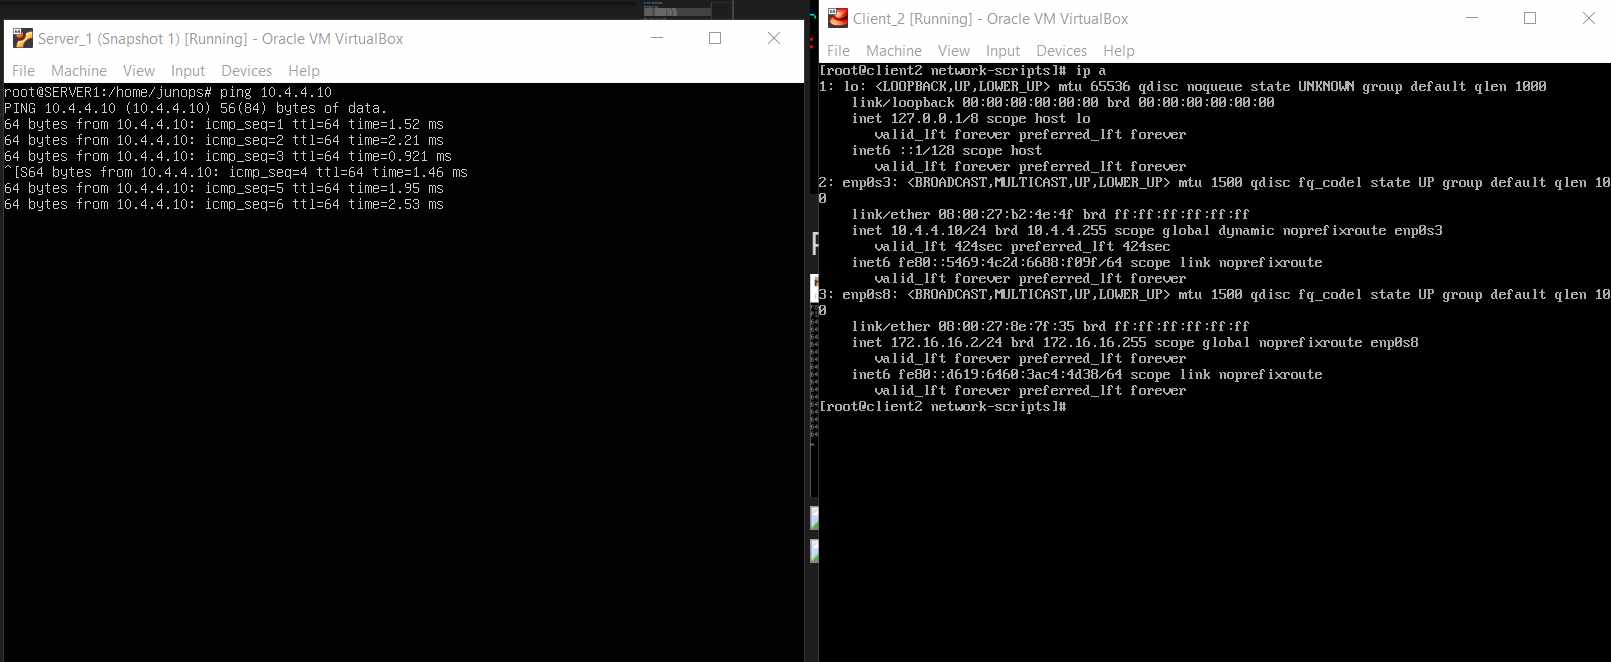 Server_1 (Snapshot 1) [Running] - Oracle VM VirtualBox
File Machine View Input Devices Help
root@SERVER1:/home/junops# ping 10.4.4.10
PING 10.4.4.10 (10.4.4.10) 56(84) bytes of data.
64 bytes from 10.4.4.10: icmp_seq=1 ttl=64 time=1.52 ms
64 bytes from 10.4.4.10: icmp_seq=2 ttl=64 time=2.21 ms
64 bytes from 10.4.4.10: icmp_seq=3 ttl=64 time=0.921 ms
^[S64 bytes from 10.4.4.10: icmp_seq=4 ttl=64 time=1.46 ms
64 bytes from 10.4.4.10: icmp_seq=5 ttl=64 time=1.95 ms
64 bytes from 10.4.4.10: icmp_seq=6 ttl=64 time=2.53 ms
Client_2 [Running] - Oracle VM VirtualBox
File Machine View Input Devices Help
[root@client2 network-scripts]# ip a
1: lo: <LOOPBACK,UP,LOWER_UP> mtu 65536 qdisc noqueue state UNKNOWN group default qlen 1000
link/loopback 00:00:00:00:00:00 brd 00:00:00:00:00:00
inet 127.0.0.1/8 scope host lo
valid_lft forever preferred_lft forever
inet6 ::1/128 scope host
valid_lft forever preferred_lft forever
2: enp0s3: <BROADCAST,MULTICAST,UP,LOWER_UP> mtu 1500 qdisc fq_codel state UP group default qlen 10
0
link/ether 08:00:27:b2:4e:4f brd ff:ff:ff:ff:ff:ff
inet 10.4.4.10/24 brd 10.4.4.255 scope global dynamic noprefixroute enp0s3
valid_lft 424sec preferred_lft 424sec
inet6 fe80::5469:4c2d:6688:f09f/64 scope link noprefixroute
valid_lft forever preferred_lft forever
3: enp0s8: <BROADCAST,MULTICAST,UP,LOWER_UP> mtu 1500 qdisc fq_codel state UP group default qlen 10
0
link/ether 08:00:27:8e:7f:35 brd ff:ff:ff:ff:ff:ff
inet 172.16.16.2/24 brd 172.16.16.255 scope global noprefixroute enp0s8
valid_lft forever preferred_lft forever
inet6 fe80::d619:6460:3ac4:4d38/64 scope link noprefixroute
valid_lft forever preferred_lft forever
[root@client2 network-scripts]#